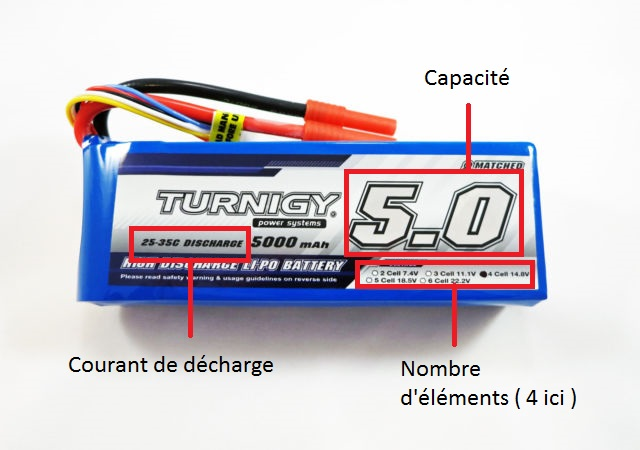 Capacité
MATCHED
TURNIGY
power systems
5.0
25-35C DISCHARGE 5000 mAh
HIGH DISCHARGE LI-PO BATTERY
Please read safety warning & usage guidelines on reverse side
2 Cell 7.4V 3 Cell 11.1V 4 Cell 14.8V
5 Cell 18.5V 6 Cell 22.2V
Courant de décharge
Nombre
d'éléments ( 4 ici )